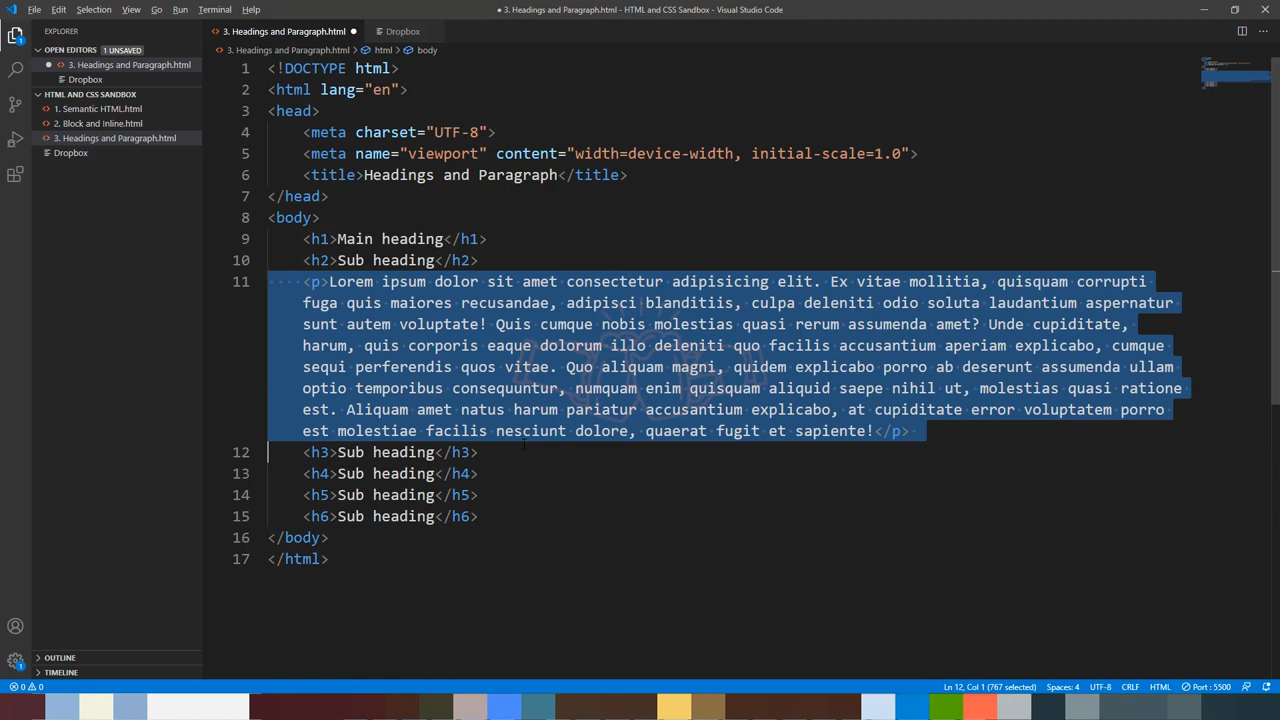 File Edit Selection View Go Run Terminal Help
● 3. Headings and Paragraph.html - HTML and CSS Sandbox - Visual Studio Code
EXPLORER
OPEN EDITORS 1 UNSAVED
3. Headings and Paragraph.html
Dropbox
HTML AND CSS SANDBOX
1. Semantic HTML.html
2. Block and Inline.html
3. Headings and Paragraph.html
Dropbox
OUTLINE
TIMELINE
3. Headings and Paragraph.html ● Dropbox
3. Headings and Paragraph.html > html > body
1 <!DOCTYPE html>
2 <html lang="en">
3 <head>
4 <meta charset="UTF-8">
5 <meta name="viewport" content="width=device-width, initial-scale=1.0">
6 <title>Headings and Paragraph</title>
7 </head>
8 <body>
9 <h1>Main heading</h1>
10 <h2>Sub heading</h2>
11 <p>Lorem ipsum dolor sit amet consectetur adipisicing elit. Ex vitae mollitia, quisquam corrupti
fuga quis maiores recusandae, adipisci blanditiis, culpa deleniti odio soluta laudantium aspernatur
sunt autem voluptate! Quis cumque nobis molestias quasi rerum assumenda amet? Unde cupiditate,
harum, quis corporis eaque dolorum illo deleniti quo facilis accusantium aperiam explicabo, cumque
sequi perferendis quos vitae. Quo aliquam magni, quidem explicabo porro ab deserunt assumenda ullam
optio temporibus consequuntur, numquam enim quisquam aliquid saepe nihil ut, molestias quasi ratione
est. Aliquam amet natus harum pariatur accusantium explicabo, at cupiditate error voluptatem porro
est molestiae facilis nesciunt dolore, quaerat fugit et sapiente!</p>
12 <h3>Sub heading</h3>
13 <h4>Sub heading</h4>
14 <h5>Sub heading</h5>
15 <h6>Sub heading</h6>
16 </body>
17 </html>
0 0 Ln 12, Col 1 (767 selected) Spaces: 4 UTF-8 CRLF HTML Port : 5500